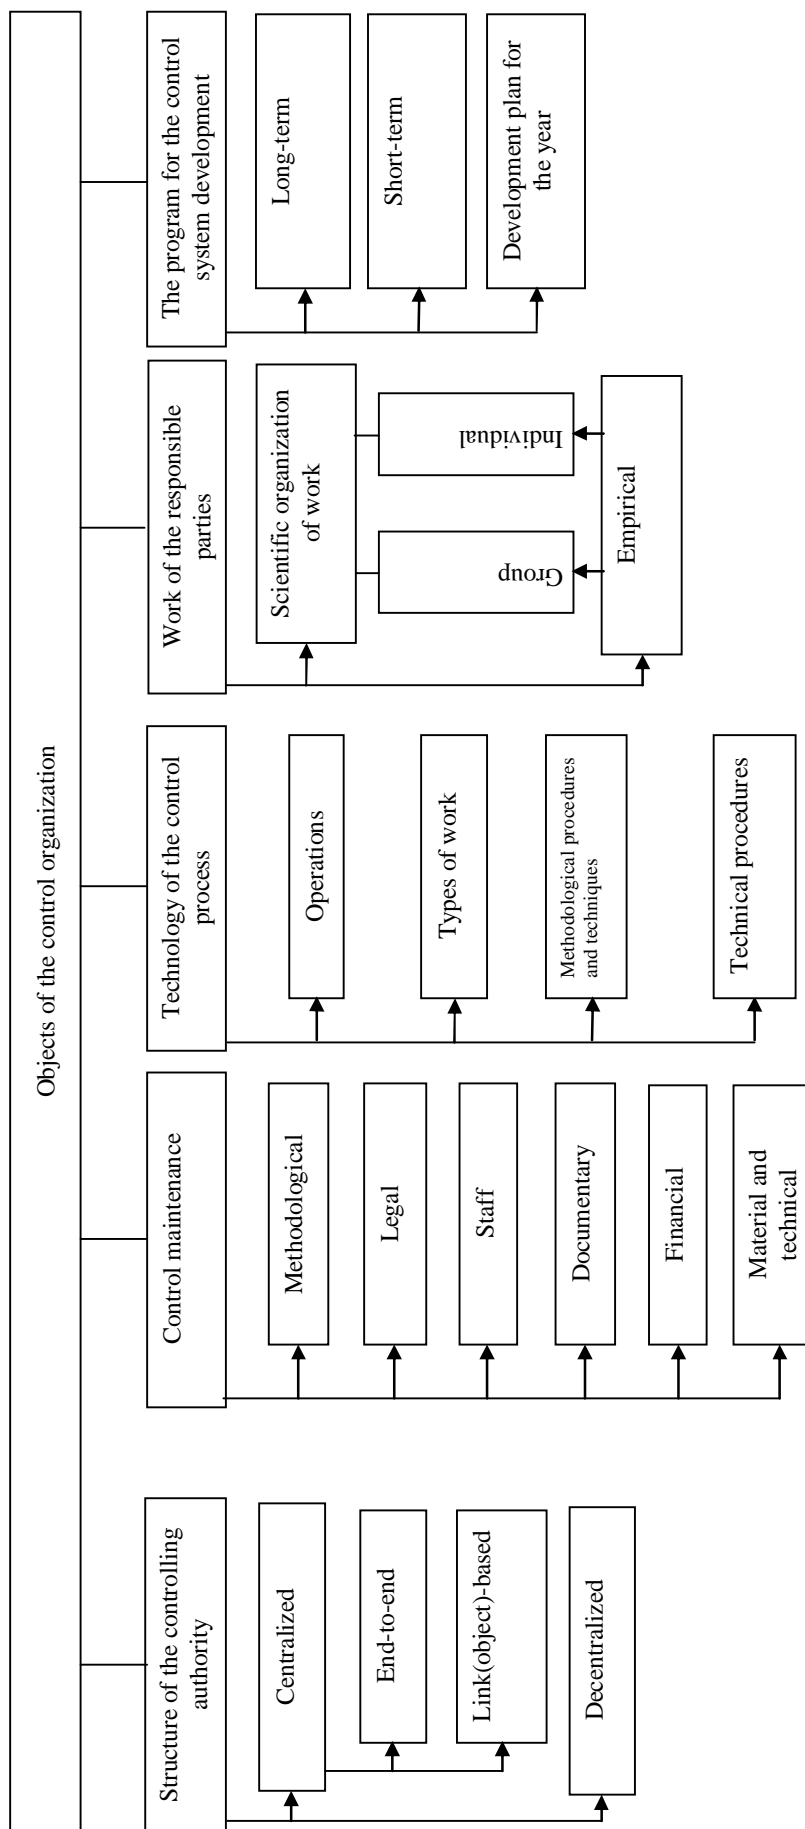 Objects of the control organization
Structure of the controlling
authority
Centralized
End-to-end
Link(object)-based
Decentralized
Control maintenance
Methodological
Legal
Staff
Documentary
Financial
Material and
technical
Technology of the control
process
Operations
Types of work
Methodological procedures
and techniques
Technical procedures
Work of the responsible
parties
Scientific organization
of work
Group
Individual
Empirical
The program for the control
system development
Long-term
Short-term
Development plan for
the year